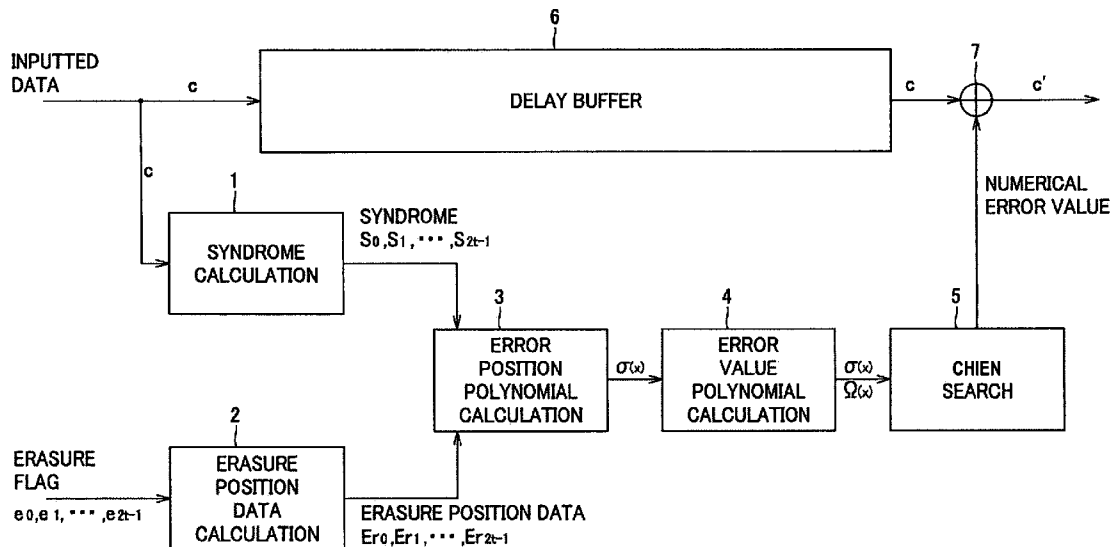 6
INPUTTED
DATA
c
DELAY BUFFER
c
7
c'
c
1
SYNDROME
CALCULATION
SYNDROME
S0,S1,・・・,S2t-1
NUMERICAL
ERROR VALUE
3
ERROR
POSITION
POLYNOMIAL
CALCULATION
σ(x)
4
ERROR
VALUE
POLYNOMIAL
CALCULATION
σ(x)
Ω(x)
5
CHIEN
SEARCH
2
ERASURE
FLAG
e0,e1,・・・,e2t-1
ERASURE
POSITION
DATA
CALCULATION
ERASURE POSITION DATA
Er0,Er1,・・・,Er2t-1